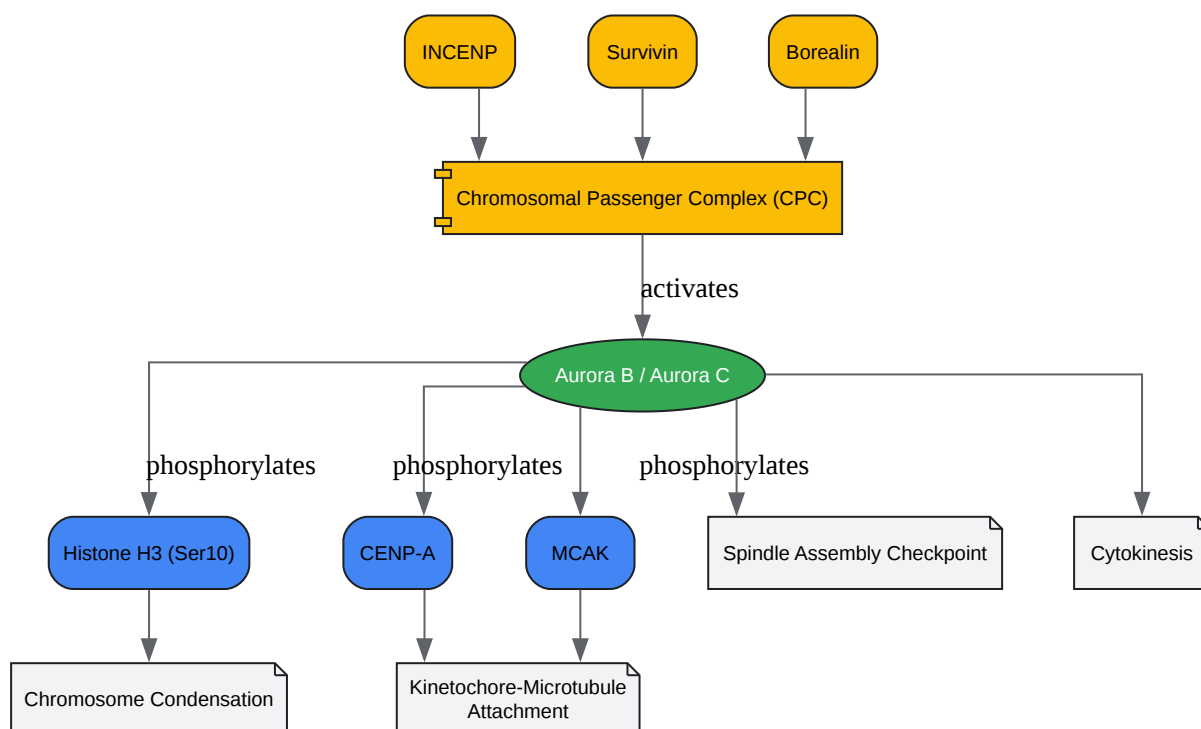 INCENP
Survivin
Borealin
Chromosomal Passenger Complex (CPC)
activates
Aurora B / Aurora C
phosphorylates
phosphorylates
phosphorylates
Histone H3 (Ser10)
CENP-A
MCAK
Spindle Assembly Checkpoint
Cytokinesis
Chromosome Condensation
Kinetochore-Microtubule
Attachment